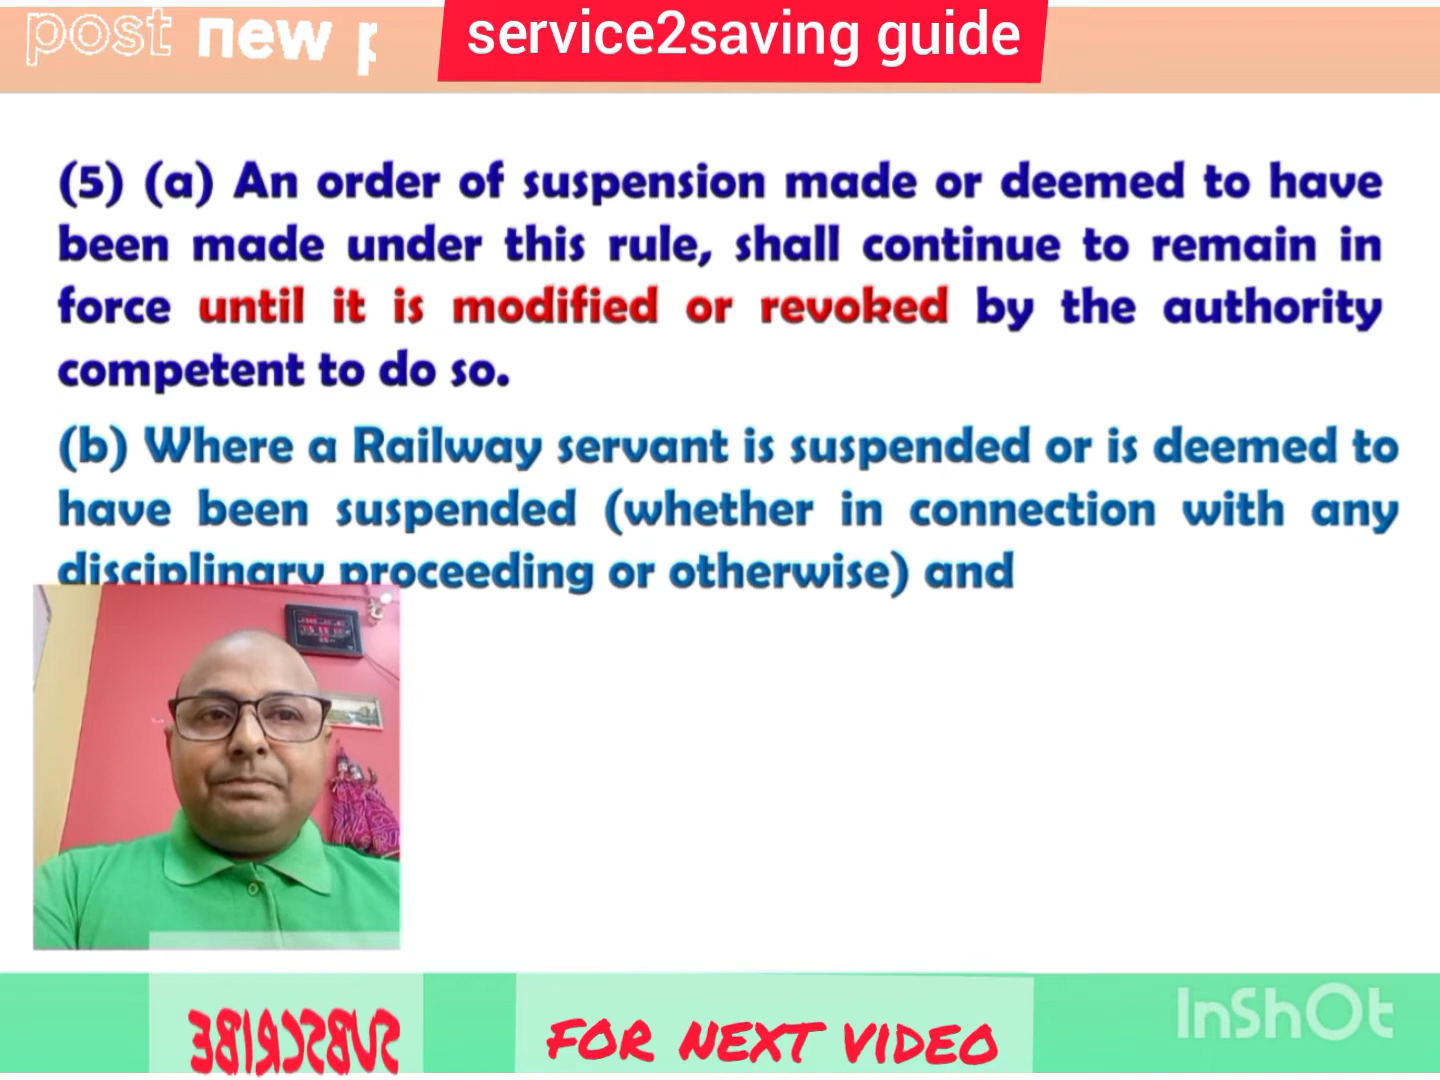 post new p
service2saving guide
(5) (a) An order of suspension made or deemed to have
been made under this rule, shall continue to remain in
force until it is modified or revoked by the authority
competent to do so.
(b) Where a Railway servant is suspended or is deemed to
have been suspended (whether in connection with any
disciplinary proceeding or otherwise) and
SUBSCRIBE
FOR NEXT VIDEO
InShOt